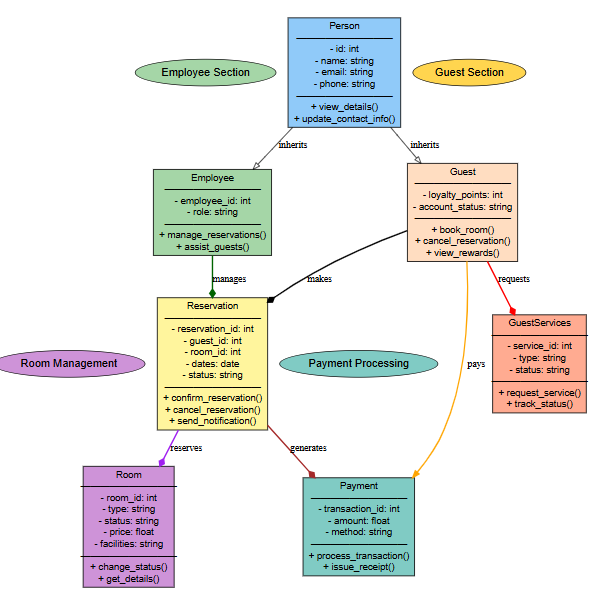 Person
- id: int
- name: string
- email: string
- phone: string
+ view_details()
+ update_contact_info()
Employee Section
Guest Section
inherits
inherits
Employee
- employee_id: int
- role: string
+ manage_reservations()
+ assist_guests()
Guest
- loyalty_points: int
- account_status: string
+ book_room()
+ cancel_reservation()
+ view_rewards()
manages
makes
requests
Reservation
- reservation_id: int
- guest_id: int
- room_id: int
- dates: date
- status: string
+ confirm_reservation()
+ cancel_reservation()
+ send_notification()
GuestServices
- service_id: int
- type: string
- status: string
+ request_service()
+ track_status()
Room Management
Payment Processing
pays
reserves
generates
Room
- room_id: int
- type: string
- status: string
- price: float
- facilities: string
+ change_status()
+ get_details()
Payment
- transaction_id: int
- amount: float
- method: string
+ process_transaction()
+ issue_receipt()